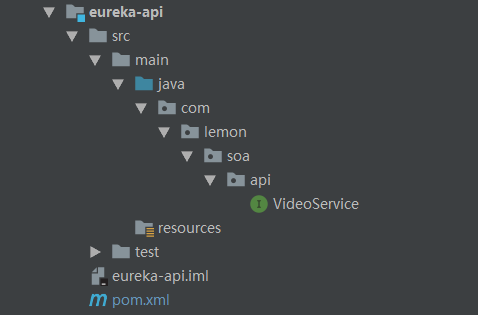 eureka-api
src
main
java
com
lemon
soa
api
VideoService
resources
test
eureka-api.iml
pom.xml